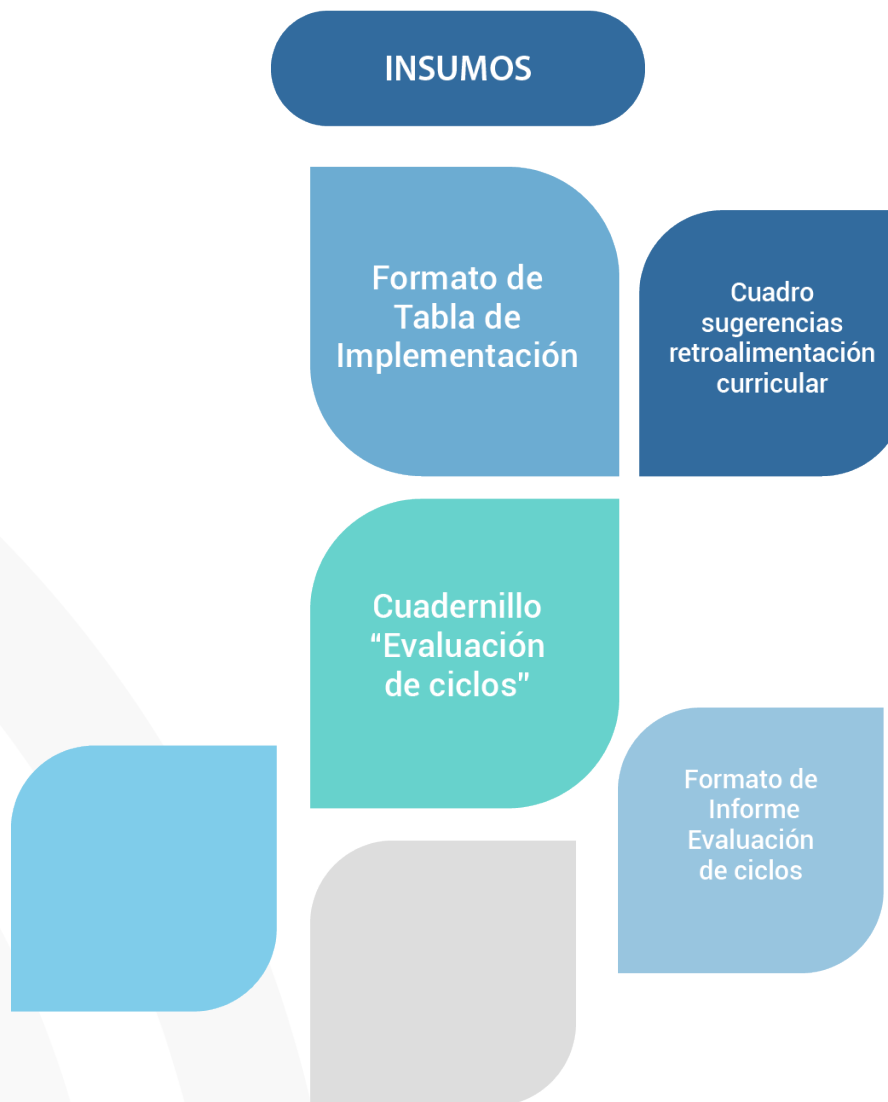 INSUMOS
Formato de
Tabla de
Implementación
Cuadro
sugerencias
retroalimentación
curricular
Cuadernillo
“Evaluación
de ciclos”
Formato de
Informe
Evaluación
de ciclos